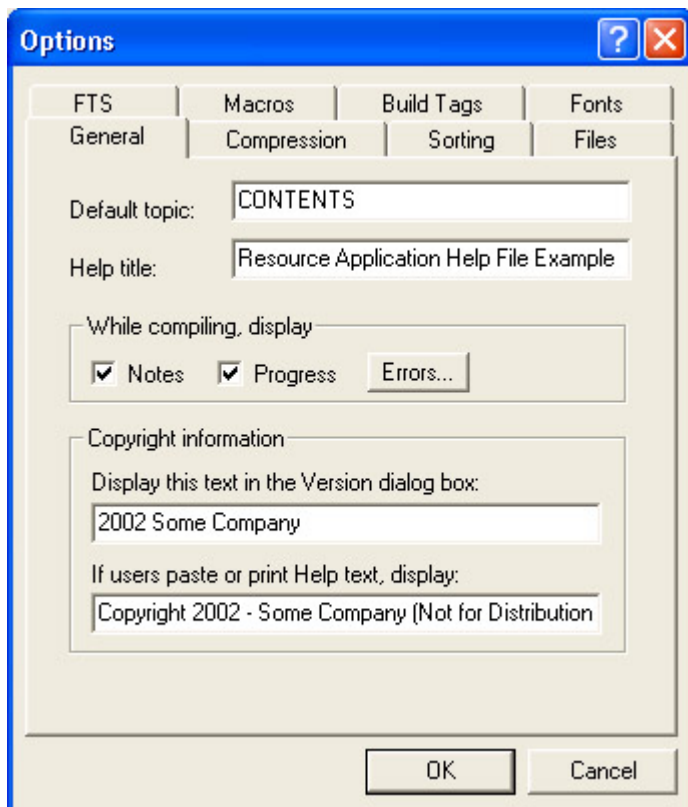 Options
FTS Macros Build Tags Fonts
General Compression Sorting Files
Default topic: CONTENTS
Help title: Resource Application Help File Example
While compiling, display
Notes Progress Errors...
Copyright information
Display this text in the Version dialog box:
2002 Some Company
If users paste or print Help text, display:
Copyright 2002 - Some Company (Not for Distribution
OK Cancel